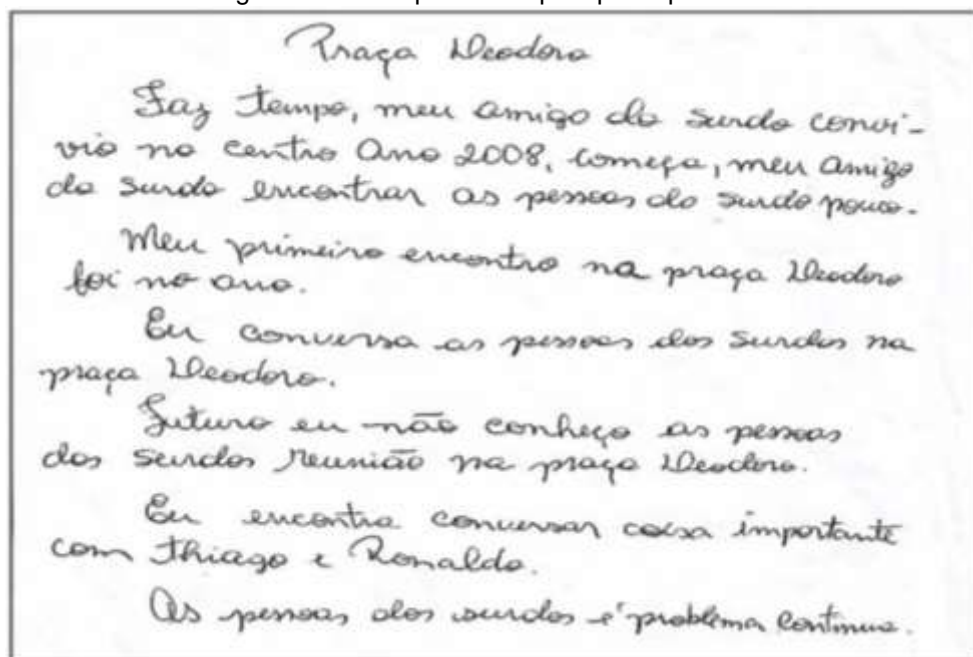 Praça Deodoro
Faz tempo, meu amigo do surdo convi-
vio no centro Ano 2008, começa, meu amigo
do surdo encontrar as pessoas do surdo pouco.
Meu primeiro encontro na praça Deodoro
foi no ano.
Eu conversa as pessoas dos surdos na
praça Deodoro.
Futuro eu não conheço as pessoas
dos surdos reunião na praça Deodoro.
Eu encontra conversar coisa importante
com Thiago e Ronaldo.
As pessoas dos surdos é problema continua.